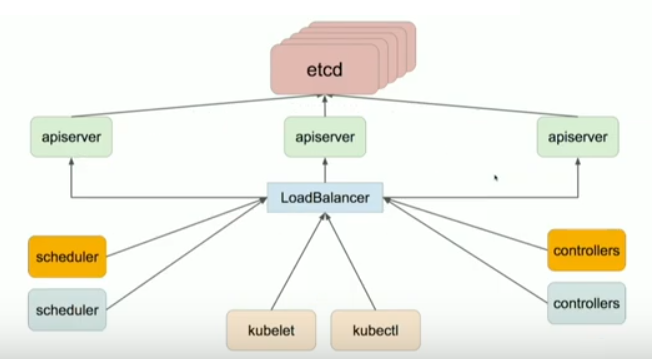 etcd
apiserver
apiserver
apiserver
LoadBalancer
scheduler
controllers
scheduler
controllers
kubelet
kubectl